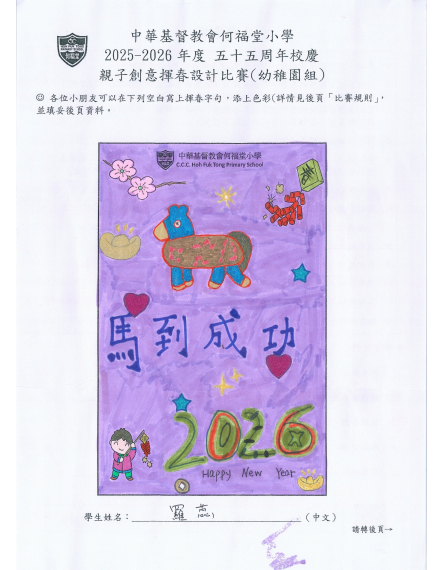 中華基督教會何福堂小學
2025-2026 年度 五十五周年校慶
親子創意揮春設計比賽(幼稚園組)
☺ 各位小朋友可以在下列空白寫上揮春字句，添上色彩(詳情見後頁「比賽規則」，
並填妥後頁資料。
中華基督教會何福堂小學
C.C.C. Hoh Fuk Tong Primary School
馬到成功
2026
Happy New Year
學生姓名：羅（中文）
請轉後頁→